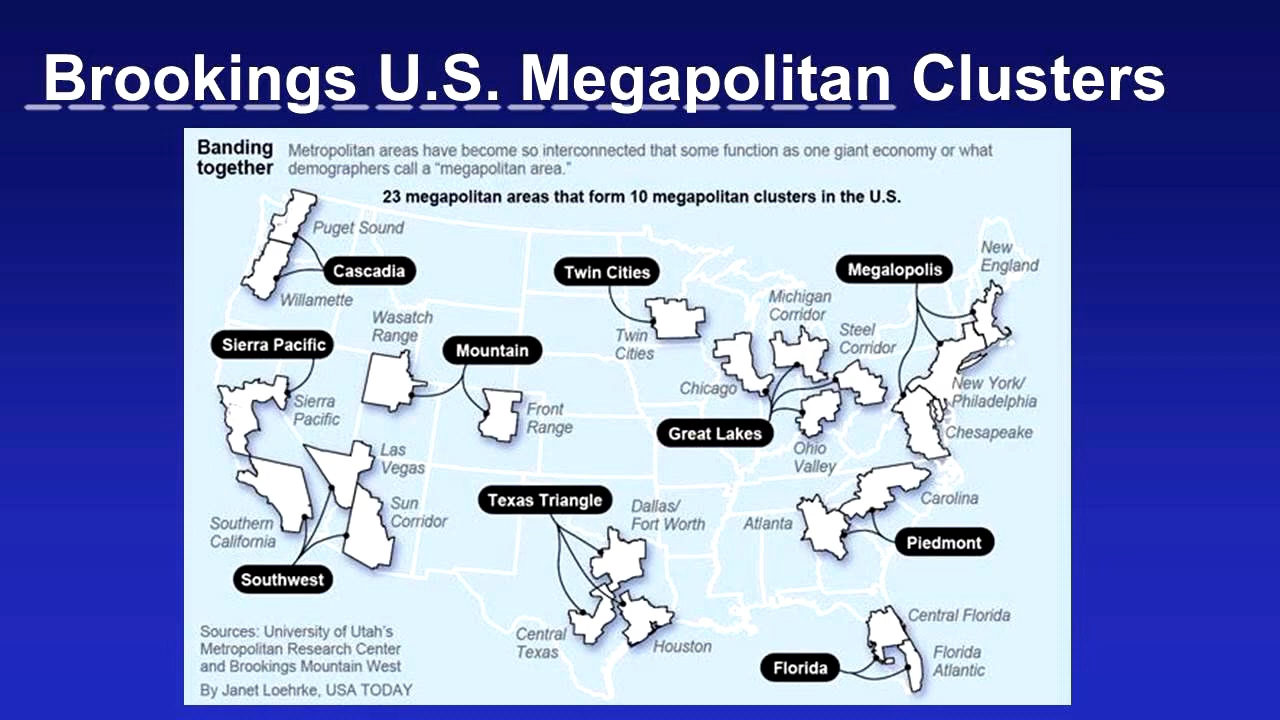 Brookings U.S. Megapolitan Clusters
Banding
together
Metropolitan areas have become so interconnected that some function as one giant economy or what
demographers call a "megapolitan area."
23 megapolitan areas that form 10 megapolitan clusters in the U.S.
Puget Sound
Cascadia
Willamette
Twin Cities
Megalopolis
New
England
Wasatch
Range
Michigan
Corridor
Steel
Corridor
Sierra Pacific
Mountain
Twin
Cities
Sierra
Pacific
Front
Range
Chicago
Great Lakes
New York/
Philadelphia
Chesapeake
Ohio
Valley
Las
Vegas
Sun
Corridor
Southern
California
Southwest
Texas Triangle
Dallas/
Fort Worth
Atlanta
Carolina
Piedmont
Central
Texas
Houston
Central Florida
Florida
Atlantic
Florida
Sources: University of Utah's
Metropolitan Research Center
and Brookings Mountain West
By Janet Loehrke, USA TODAY